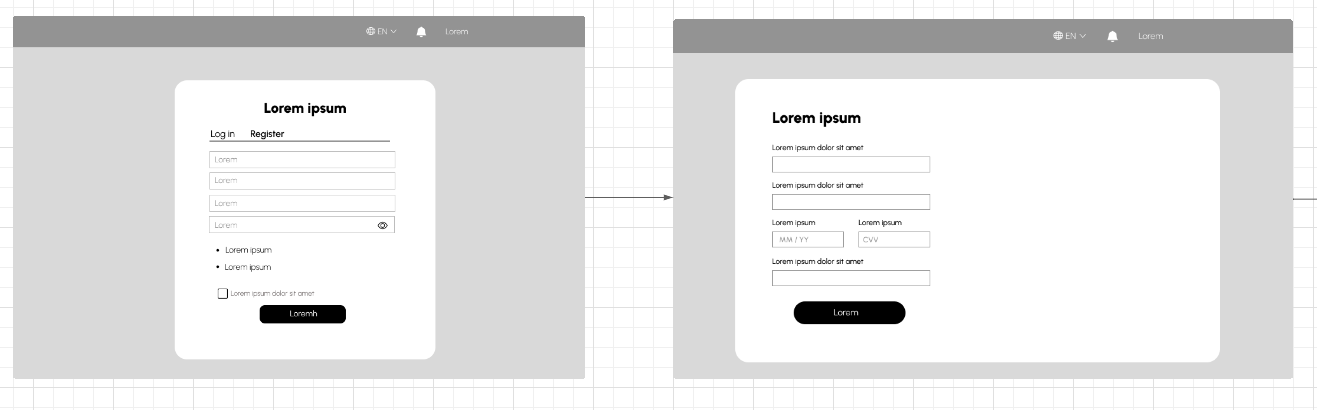 EN
Lorem
Lorem ipsum
Log in Register
Lorem
Lorem
Lorem
Lorem
Lorem ipsum
Lorem ipsum
Lorem ipsum dolor sit amet
Loremh
EN
Lorem
Lorem ipsum
Lorem ipsum dolor sit amet
Lorem ipsum dolor sit amet
Lorem ipsum Lorem ipsum
MM / YY CVV
Lorem ipsum dolor sit amet
Lorem